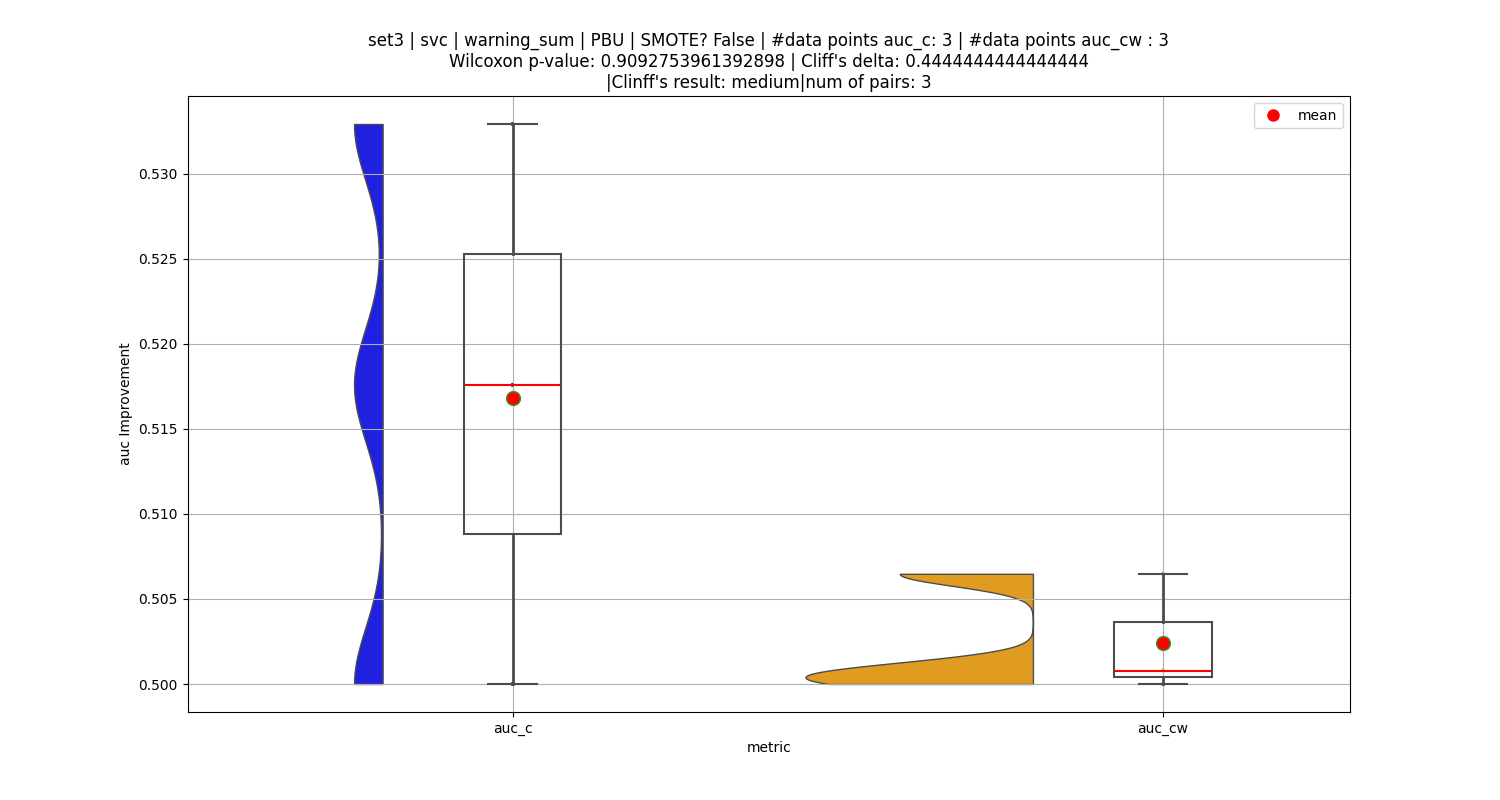 set3 | svc | warning_sum | PBU | SMOTE? False | #data points auc_c: 3 | #data points auc_cw : 3
Wilcoxon p-value: 0.9092753961392898 | Cliff's delta: 0.4444444444444444
|Clinff's result: medium|num of pairs: 3
mean
0.530
0.525
0.520
0.515
0.510
0.505
0.500
auc Improvement
auc_c
auc_cw
metric